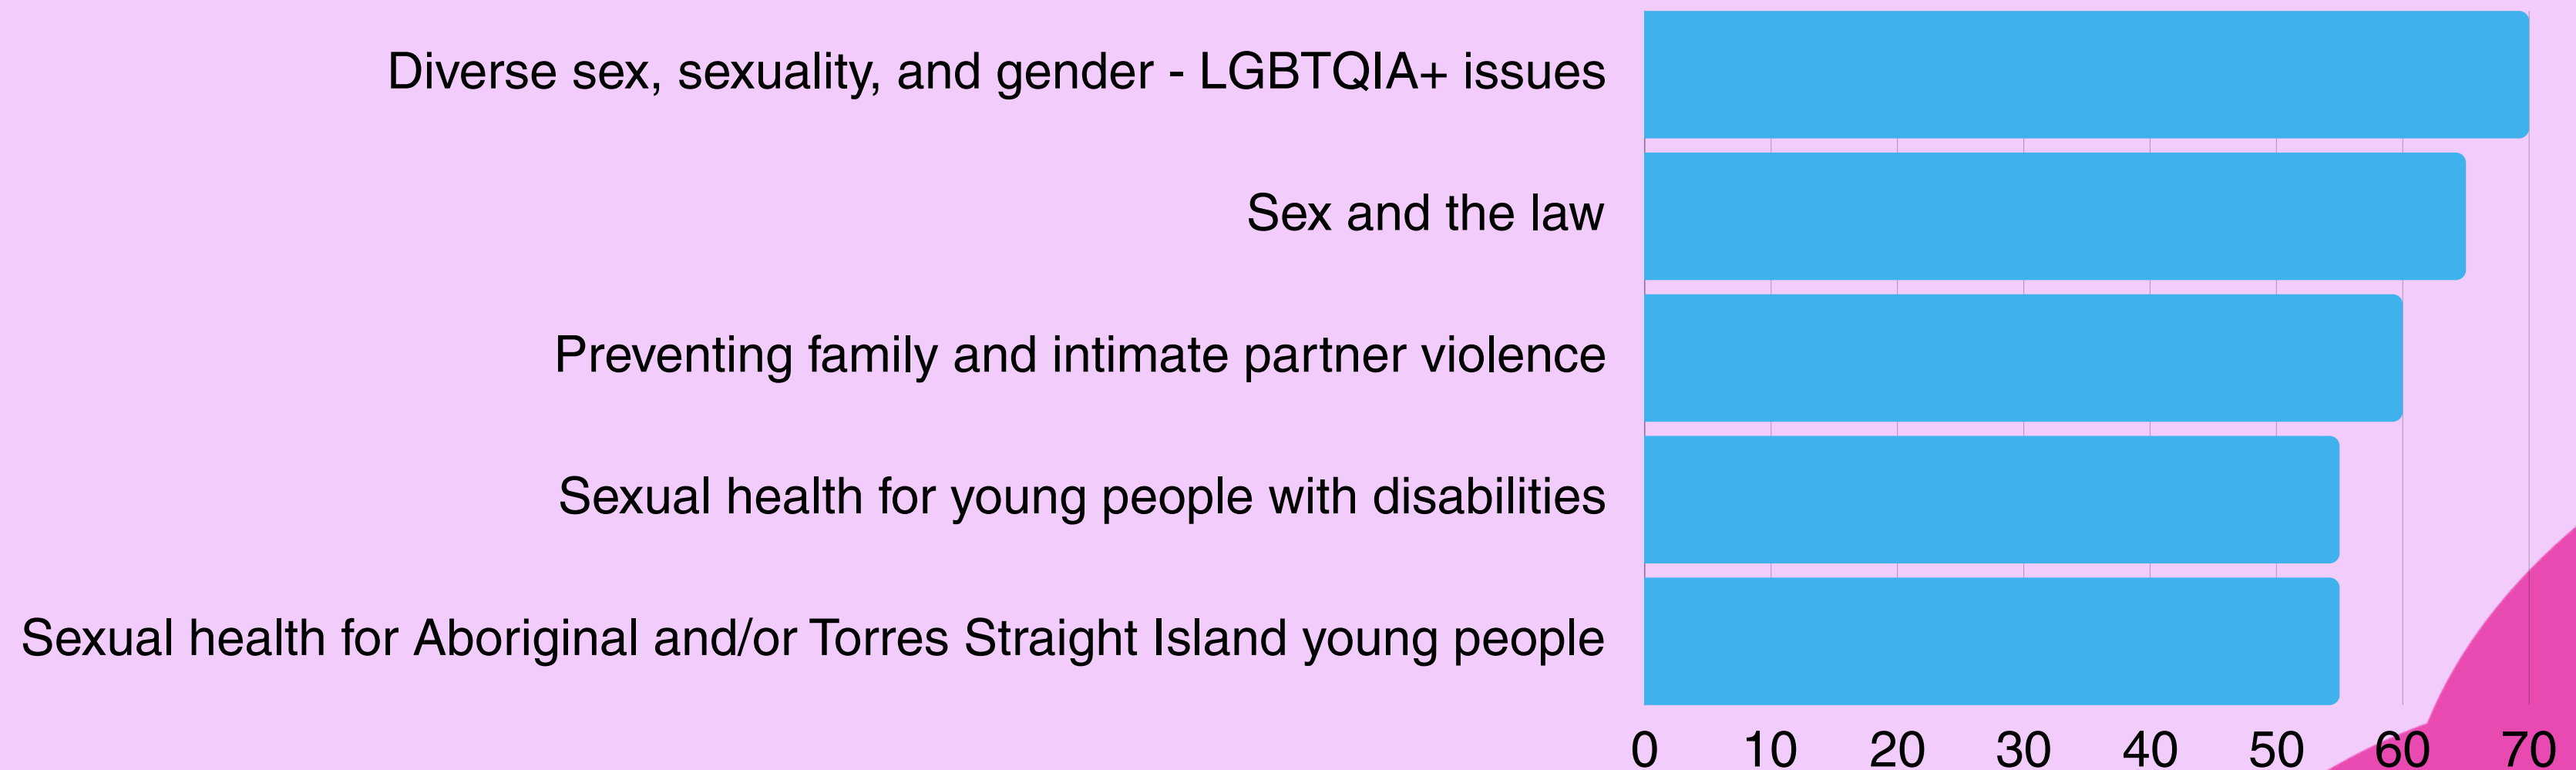 Diverse sex, sexuality, and gender - LGBTQIA+ issues
Sex and the law
Preventing family and intimate partner violence
Sexual health for young people with disabilities
Sexual health for Aboriginal and/or Torres Straight Island young people
0 10 20 30 40 50 60 70